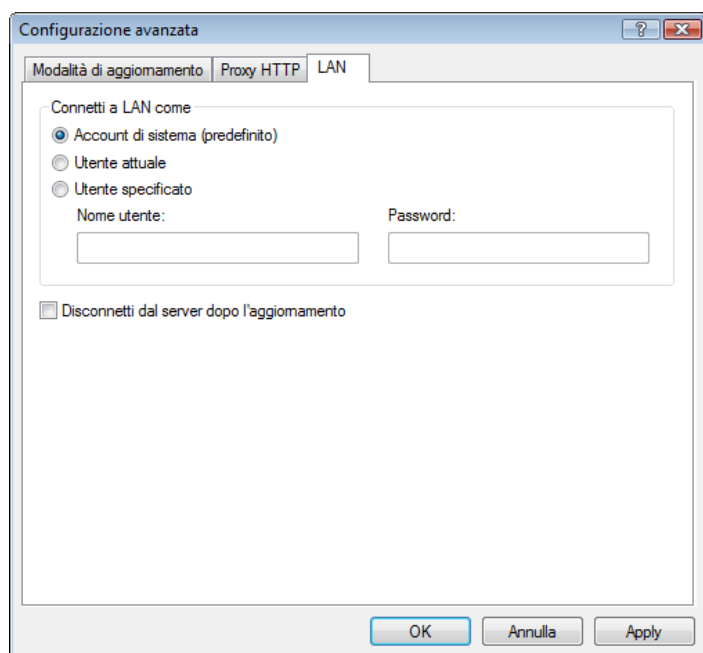 Configurazione avanzata
Modalità di aggiornamento Proxy HTTP LAN
Connetti a LAN come
Account di sistema (predefinito)
Utente attuale
Utente specificato
Nome utente: Password:
Disconnetti dal server dopo l'aggiornamento
OK Annulla Apply